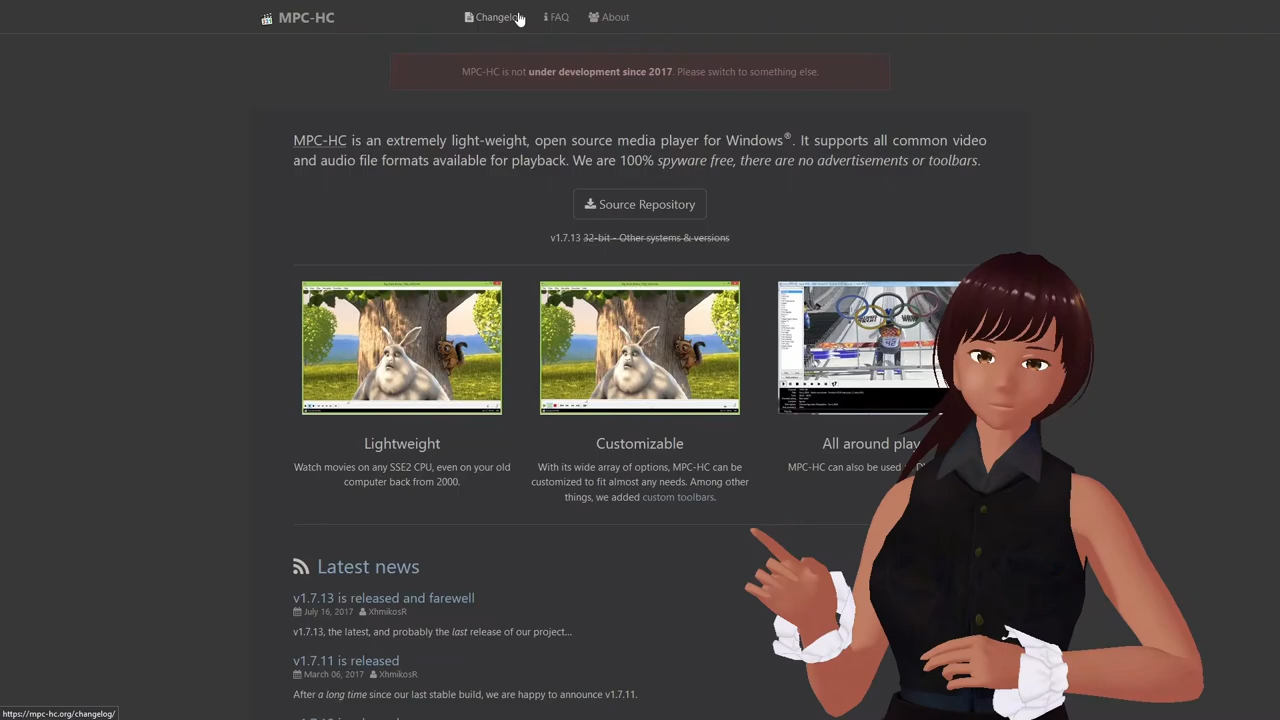 MPC-HC
Changelo
FAQ
About
MPC-HC is not under development since 2017. Please switch to something else.
MPC-HC is an extremely light-weight, open source media player for Windows®. It supports all common video
and audio file formats available for playback. We are 100% spyware free, there are no advertisements or toolbars.
Source Repository
v1.7.13 32-bit - Other systems & versions
Lightweight
Watch movies on any SSE2 CPU, even on your old
computer back from 2000.
Customizable
With its wide array of options, MPC-HC can be
customized to fit almost any needs. Among other
things, we added custom toolbars.
All around play
MPC-HC can also be used
Latest news
v1.7.13 is released and farewell
July 16, 2017 XhmikosR
v1.7.13, the latest, and probably the last release of our project...
v1.7.11 is released
March 06, 2017 XhmikosR
After a long time since our last stable build, we are happy to announce v1.7.11.
https://mpc-hc.org/changelog/